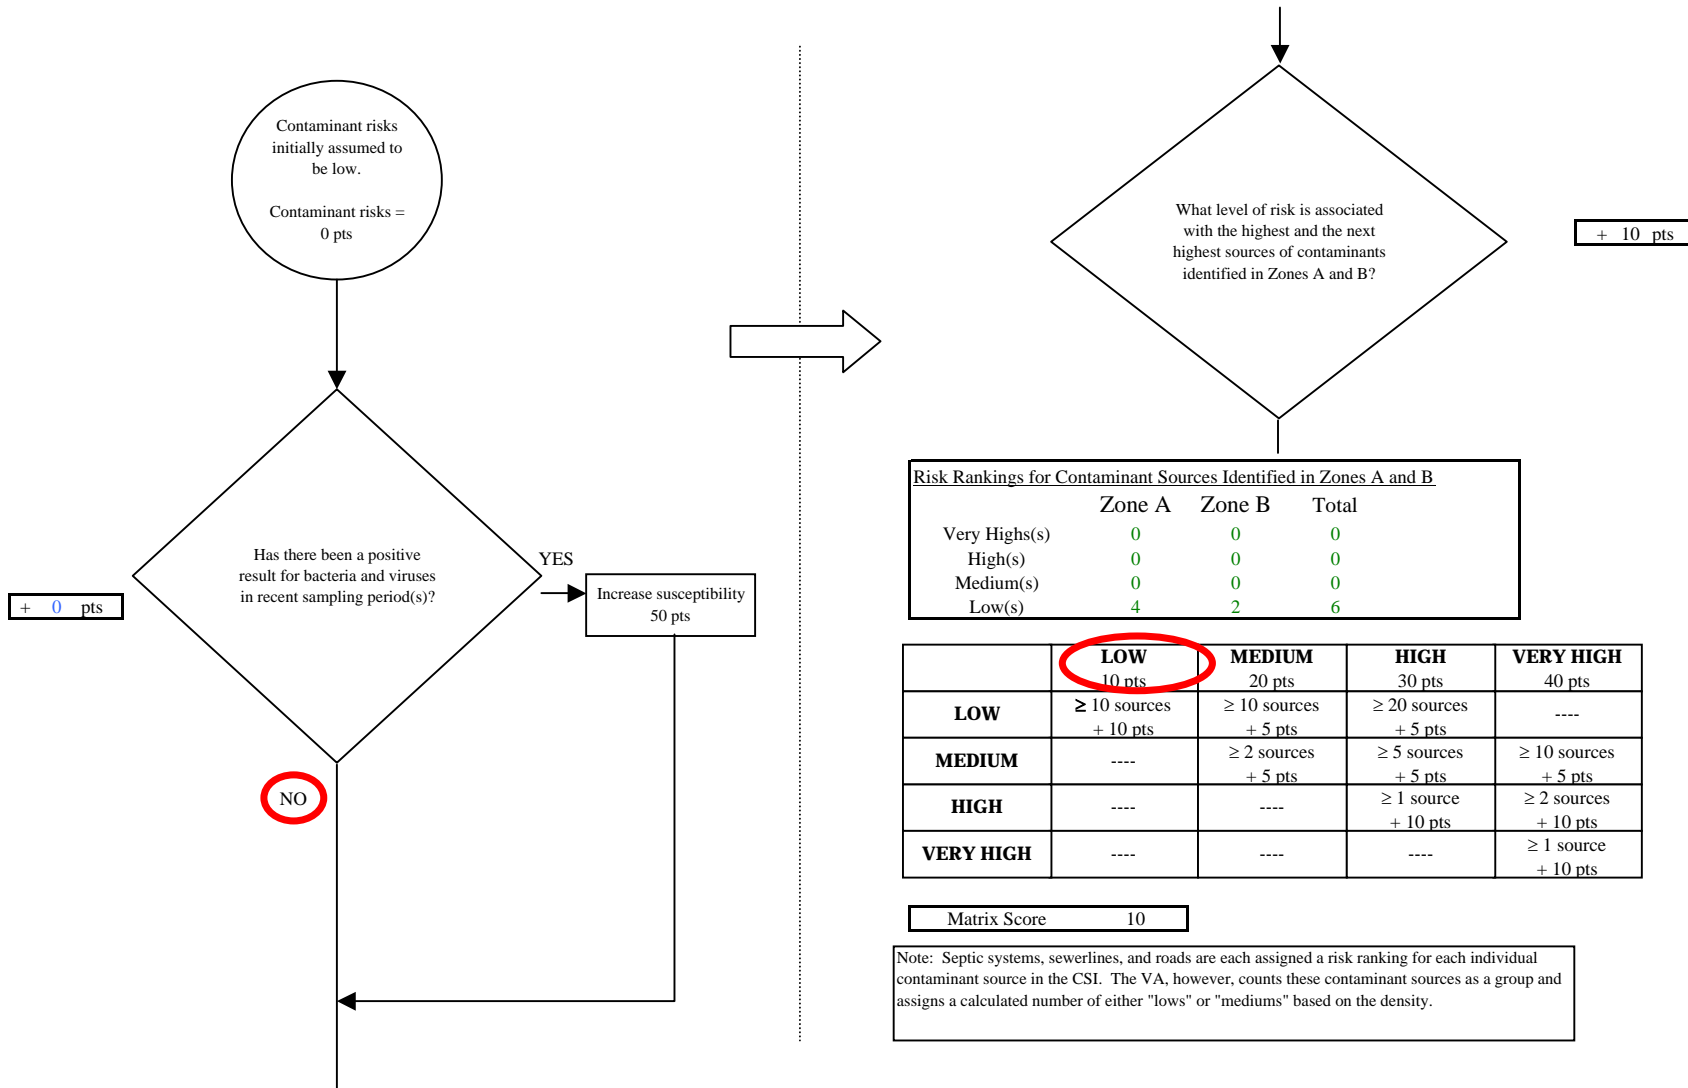 Contaminant risks
initially assumed to
be low.
Contaminant risks =
0 pts
Has there been a positive
result for bacteria and viruses
in recent sampling period(s)?
YES
Increase susceptibility
50 pts
+ 0 pts
NO
What level of risk is associated
with the highest and the next
highest sources of contaminants
identified in Zones A and B?
+ 10 pts
Risk Rankings for Contaminant Sources Identified in Zones A and B
Zone A Zone B Total
Very Highs(s) 0 0 0
High(s) 0 0 0
Medium(s) 0 0 0
Low(s) 4 2 6
LOW MEDIUM HIGH VERY HIGH
10 pts 20 pts 30 pts 40 pts
LOW ≥ 10 sources ≥ 10 sources ≥ 20 sources ----
+ 10 pts + 5 pts + 5 pts
MEDIUM ---- ≥ 2 sources ≥ 5 sources ≥ 10 sources
+ 5 pts + 5 pts + 5 pts
HIGH ---- ---- ≥ 1 source ≥ 2 sources
+ 10 pts + 10 pts
VERY HIGH ---- ---- ---- ≥ 1 source
+ 10 pts
Matrix Score 10
Note: Septic systems, sewerlines, and roads are each assigned a risk ranking for each individual
contaminant source in the CSI. The VA, however, counts these contaminant sources as a group and
assigns a calculated number of either "lows" or "mediums" based on the density.